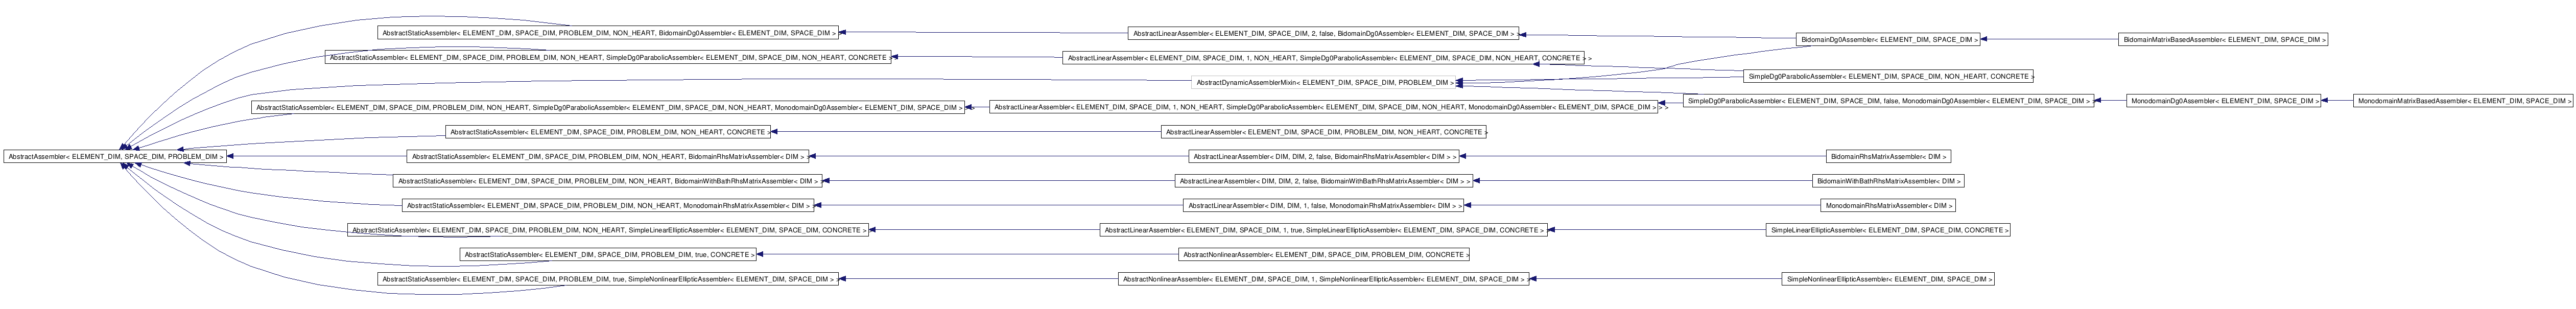 AbstractStaticAssembler< ELEMENT_DIM, SPACE_DIM, PROBLEM_DIM, NON_HEART, BidomainDg0Assembler< ELEMENT_DIM, SPACE_DIM > >
AbstractLinearAssembler< ELEMENT_DIM, SPACE_DIM, 2, false, BidomainDg0Assembler< ELEMENT_DIM, SPACE_DIM > >
BidomainDg0Assembler< ELEMENT_DIM, SPACE_DIM >
BidomainMatrixBasedAssembler< ELEMENT_DIM, SPACE_DIM >
AbstractStaticAssembler< ELEMENT_DIM, SPACE_DIM, PROBLEM_DIM, NON_HEART, SimpleDg0ParabolicAssembler< ELEMENT_DIM, SPACE_DIM, NON_HEART, CONCRETE > >
AbstractLinearAssembler< ELEMENT_DIM, SPACE_DIM, 1, NON_HEART, SimpleDg0ParabolicAssembler< ELEMENT_DIM, SPACE_DIM, NON_HEART, CONCRETE > >
AbstractDynamicAssemblerMixin< ELEMENT_DIM, SPACE_DIM, PROBLEM_DIM >
SimpleDg0ParabolicAssembler< ELEMENT_DIM, SPACE_DIM, NON_HEART, CONCRETE >
AbstractStaticAssembler< ELEMENT_DIM, SPACE_DIM, PROBLEM_DIM, NON_HEART, SimpleDg0ParabolicAssembler< ELEMENT_DIM, SPACE_DIM, NON_HEART, MonodomainDg0Assembler< ELEMENT_DIM, SPACE_DIM > > >
AbstractLinearAssembler< ELEMENT_DIM, SPACE_DIM, 1, NON_HEART, SimpleDg0ParabolicAssembler< ELEMENT_DIM, SPACE_DIM, NON_HEART, MonodomainDg0Assembler< ELEMENT_DIM, SPACE_DIM > > >
SimpleDg0ParabolicAssembler< ELEMENT_DIM, SPACE_DIM, false, MonodomainDg0Assembler< ELEMENT_DIM, SPACE_DIM > >
MonodomainDg0Assembler< ELEMENT_DIM, SPACE_DIM >
MonodomainMatrixBasedAssembler< ELEMENT_DIM, SPACE_DIM >
AbstractStaticAssembler< ELEMENT_DIM, SPACE_DIM, PROBLEM_DIM, NON_HEART, CONCRETE >
AbstractLinearAssembler< ELEMENT_DIM, SPACE_DIM, PROBLEM_DIM, NON_HEART, CONCRETE >
AbstractAssembler< ELEMENT_DIM, SPACE_DIM, PROBLEM_DIM >
AbstractStaticAssembler< ELEMENT_DIM, SPACE_DIM, PROBLEM_DIM, NON_HEART, BidomainRhsMatrixAssembler< DIM > >
AbstractLinearAssembler< DIM, DIM, 2, false, BidomainRhsMatrixAssembler< DIM > >
BidomainRhsMatrixAssembler< DIM >
AbstractStaticAssembler< ELEMENT_DIM, SPACE_DIM, PROBLEM_DIM, NON_HEART, BidomainWithBathRhsMatrixAssembler< DIM > >
AbstractLinearAssembler< DIM, DIM, 2, false, BidomainWithBathRhsMatrixAssembler< DIM > >
BidomainWithBathRhsMatrixAssembler< DIM >
AbstractStaticAssembler< ELEMENT_DIM, SPACE_DIM, PROBLEM_DIM, NON_HEART, MonodomainRhsMatrixAssembler< DIM > >
AbstractLinearAssembler< DIM, DIM, 1, false, MonodomainRhsMatrixAssembler< DIM > >
MonodomainRhsMatrixAssembler< DIM >
AbstractStaticAssembler< ELEMENT_DIM, SPACE_DIM, PROBLEM_DIM, NON_HEART, SimpleLinearEllipticAssembler< ELEMENT_DIM, SPACE_DIM, CONCRETE > >
AbstractLinearAssembler< ELEMENT_DIM, SPACE_DIM, 1, true, SimpleLinearEllipticAssembler< ELEMENT_DIM, SPACE_DIM, CONCRETE > >
SimpleLinearEllipticAssembler< ELEMENT_DIM, SPACE_DIM, CONCRETE >
AbstractStaticAssembler< ELEMENT_DIM, SPACE_DIM, PROBLEM_DIM, true, CONCRETE >
AbstractNonlinearAssembler< ELEMENT_DIM, SPACE_DIM, PROBLEM_DIM, CONCRETE >
AbstractStaticAssembler< ELEMENT_DIM, SPACE_DIM, PROBLEM_DIM, true, SimpleNonlinearEllipticAssembler< ELEMENT_DIM, SPACE_DIM > >
AbstractNonlinearAssembler< ELEMENT_DIM, SPACE_DIM, 1, SimpleNonlinearEllipticAssembler< ELEMENT_DIM, SPACE_DIM > >
SimpleNonlinearEllipticAssembler< ELEMENT_DIM, SPACE_DIM >